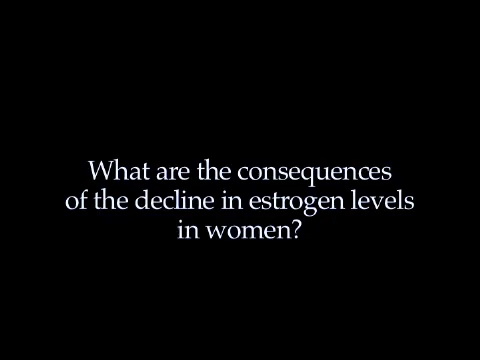 What are the consequences
of the decline in estrogen levels
in women?